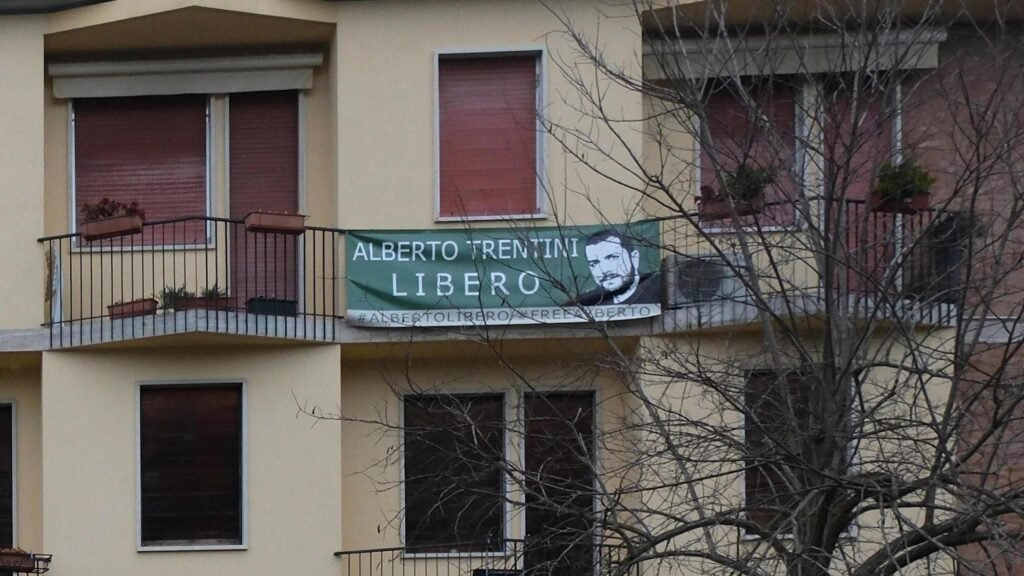 ALBERTO TRENTINI
LIBERO
#ALBERTOLIBERO #FREEALBERTO